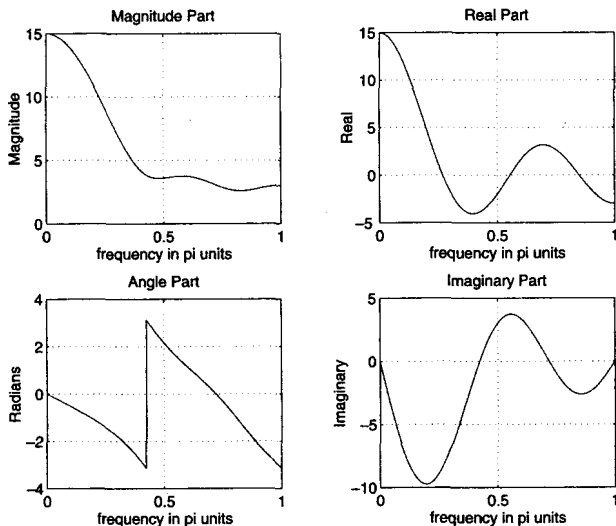 Magnitude Part
15
10
5
0
Magnitude
0 0.5 1
frequency in pi units
Real Part
15
10
5
0
−5
Real
0 0.5 1
frequency in pi units
Angle Part
4
2
0
−2
−4
Radians
0 0.5 1
frequency in pi units
Imaginary Part
5
0
−5
−10
Imaginary
0 0.5 1
frequency in pi units